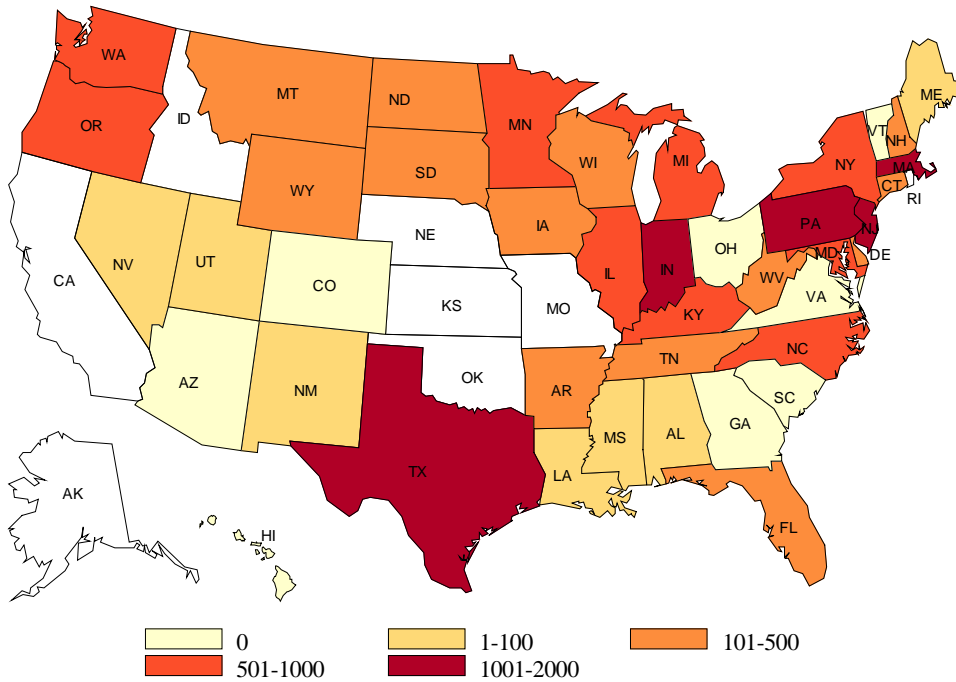 WA
MT
ND
ME
ID
OR
MN
VT
NH
WI
MI
NY
MA
SD
WY
CT
RI
IA
PA
NJ
NE
OH
MD
DE
NV
UT
IL
IN
WV
CA
CO
VA
KS
MO
KY
NC
TN
OK
AZ
NM
AR
SC
GA
MS
AL
TX
LA
AK
FL
HI
0
1-100
101-500
501-1000
1001-2000